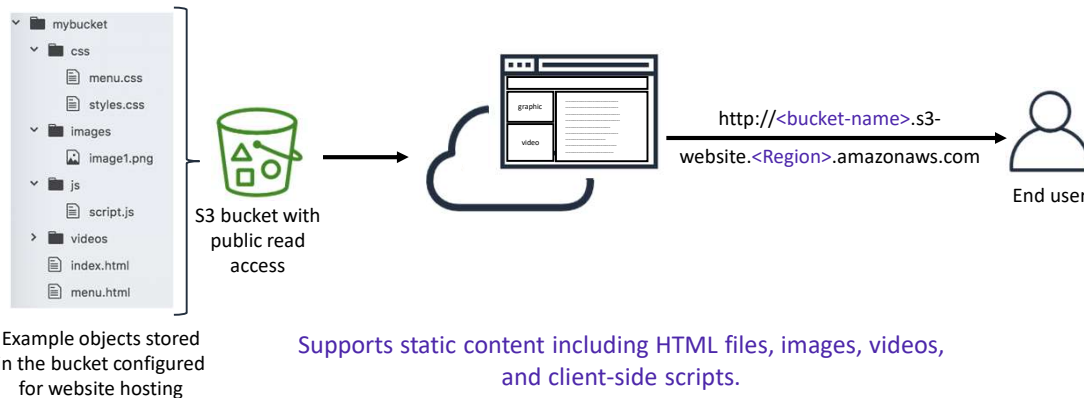 mybucket
css
menu.css
styles.css
images
image1.png
js
script.js
videos
index.html
menu.html
Example objects stored
n the bucket configured
for website hosting
S3 bucket with
public read
access
graphic
video
http://<bucket-name>.s3-
website.<Region>.amazonaws.com
End user
Supports static content including HTML files, images, videos,
and client-side scripts.